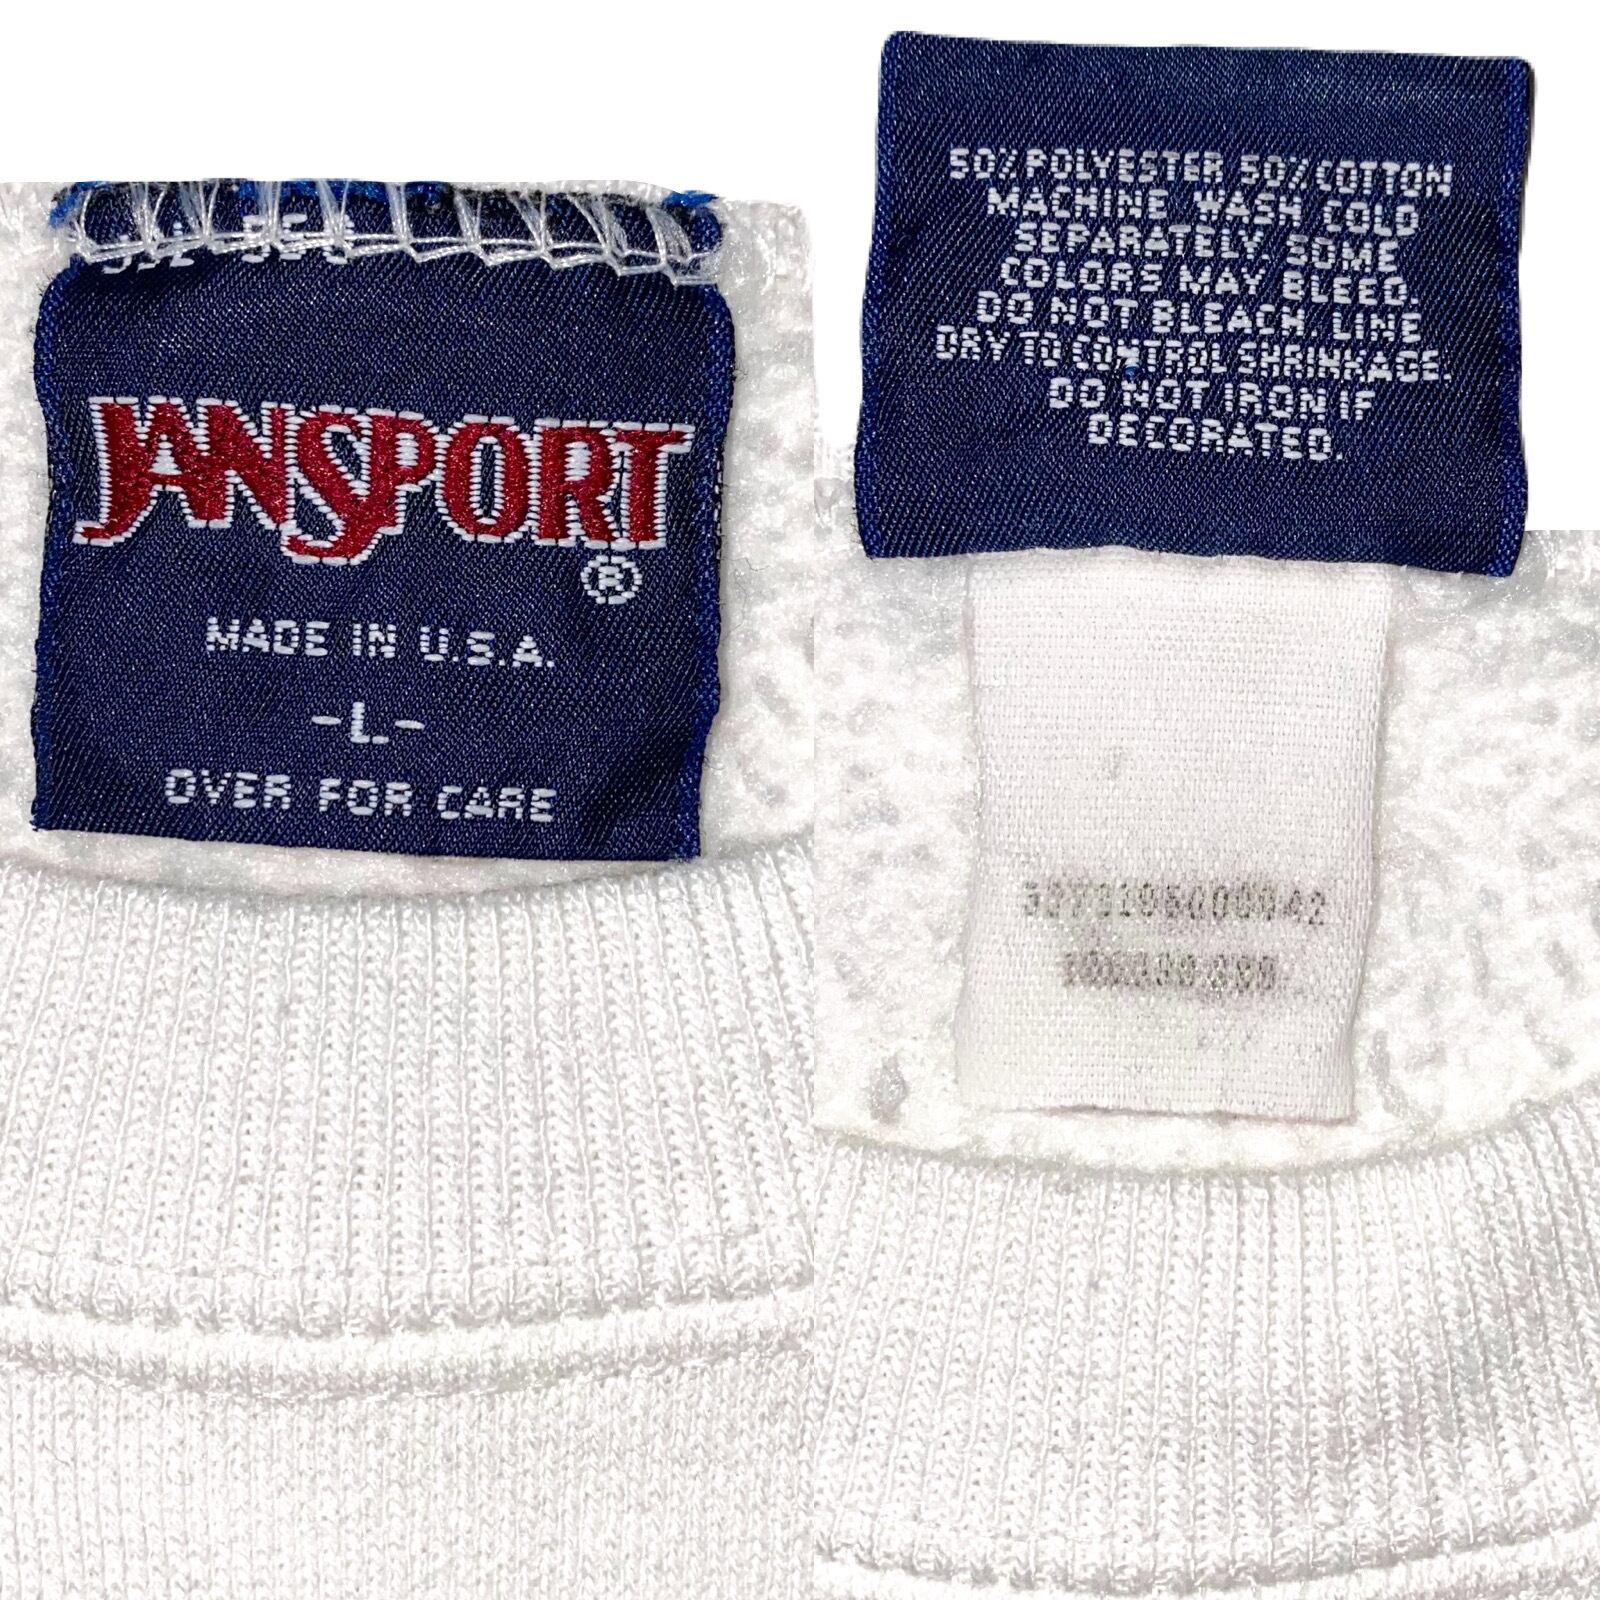 JANSPORT
®
MADE IN U.S.A.
-L-
OVER FOR CARE
50% POLYESTER 50% COTTON
MACHINE WASH COLD
SEPARATELY. SOME
COLORS MAY BLEED.
DO NOT BLEACH. LINE
DRY TO CONTROL SHRINKAGE.
DO NOT IRON IF
DECORATED.